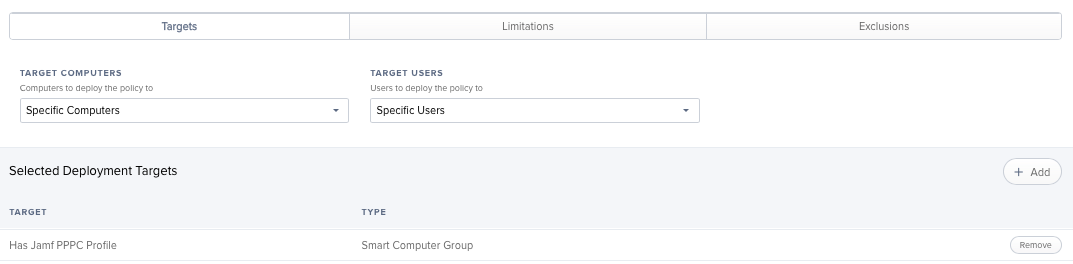 Targets Limitations Exclusions
TARGET COMPUTERS TARGET USERS
Computers to deploy the policy to Users to deploy the policy to
Specific Computers Specific Users
Selected Deployment Targets + Add
TARGET TYPE
Has Jamf PPPC Profile Smart Computer Group Remove